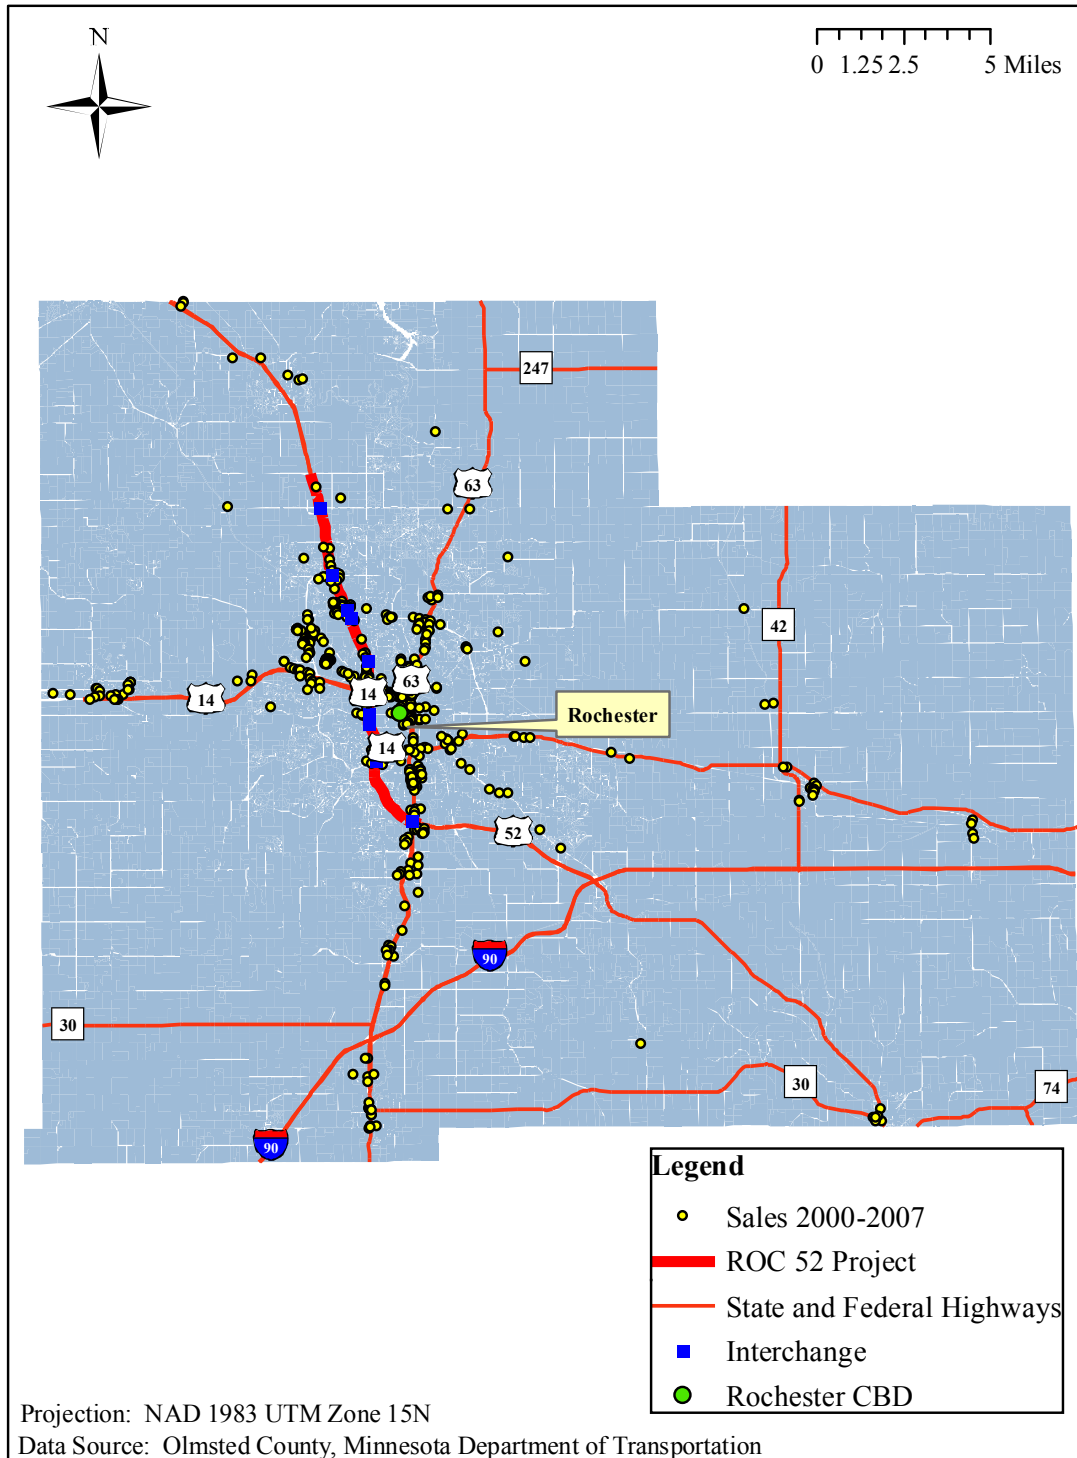 N
0 1.25 2.5 5 Miles
247
63
42
63
14
14
Rochester
14
52
90
30
30
74
90
Legend
Sales 2000-2007
ROC 52 Project
State and Federal Highways
Interchange
Rochester CBD
Projection: NAD 1983 UTM Zone 15N
Data Source: Olmsted County, Minnesota Department of Transportation